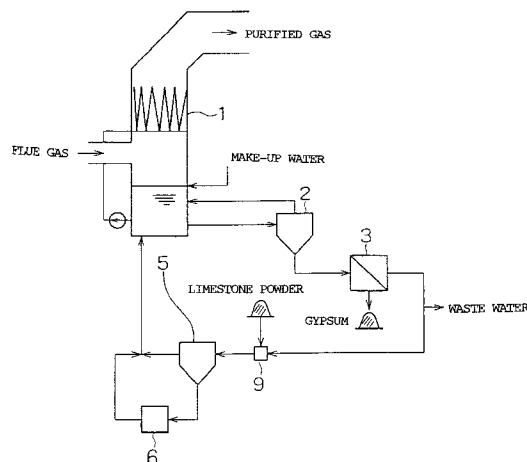 PURIFIED GAS
1
FLUE GAS
MAKE-UP WATER
2
3
LIMESTONE POWDER
5
GYPSUM
WASTE WATER
9
6